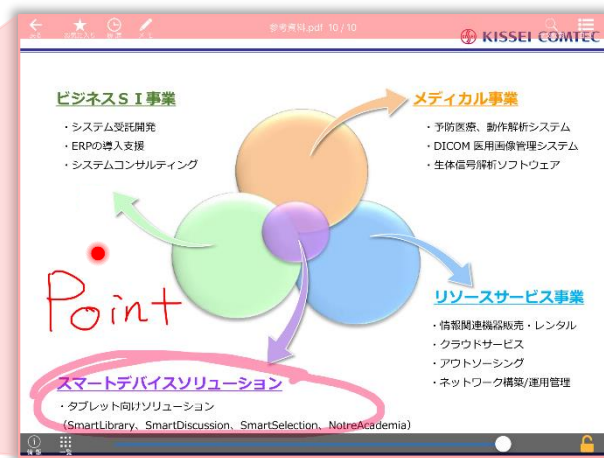 参考資料.pdf 10 / 10
KISSEI COMTEC
ビジネスＳＩ事業
・システム受託開発
・ERPの導入支援
・システムコンサルティング
メディカル事業
・予防医療、動作解析システム
・DICOM 医用画像管理システム
・生体信号解析ソフトウェア
Point
リソースサービス事業
・情報関連機器販売・レンタル
・クラウドサービス
・アウトソーシング
・ネットワーク構築/運用管理
スマートデバイスソリューション
・タブレット向けソリューション
（SmartLibrary、SmartDiscussion、SmartSelection、NotreAcademia）
情報
一覧